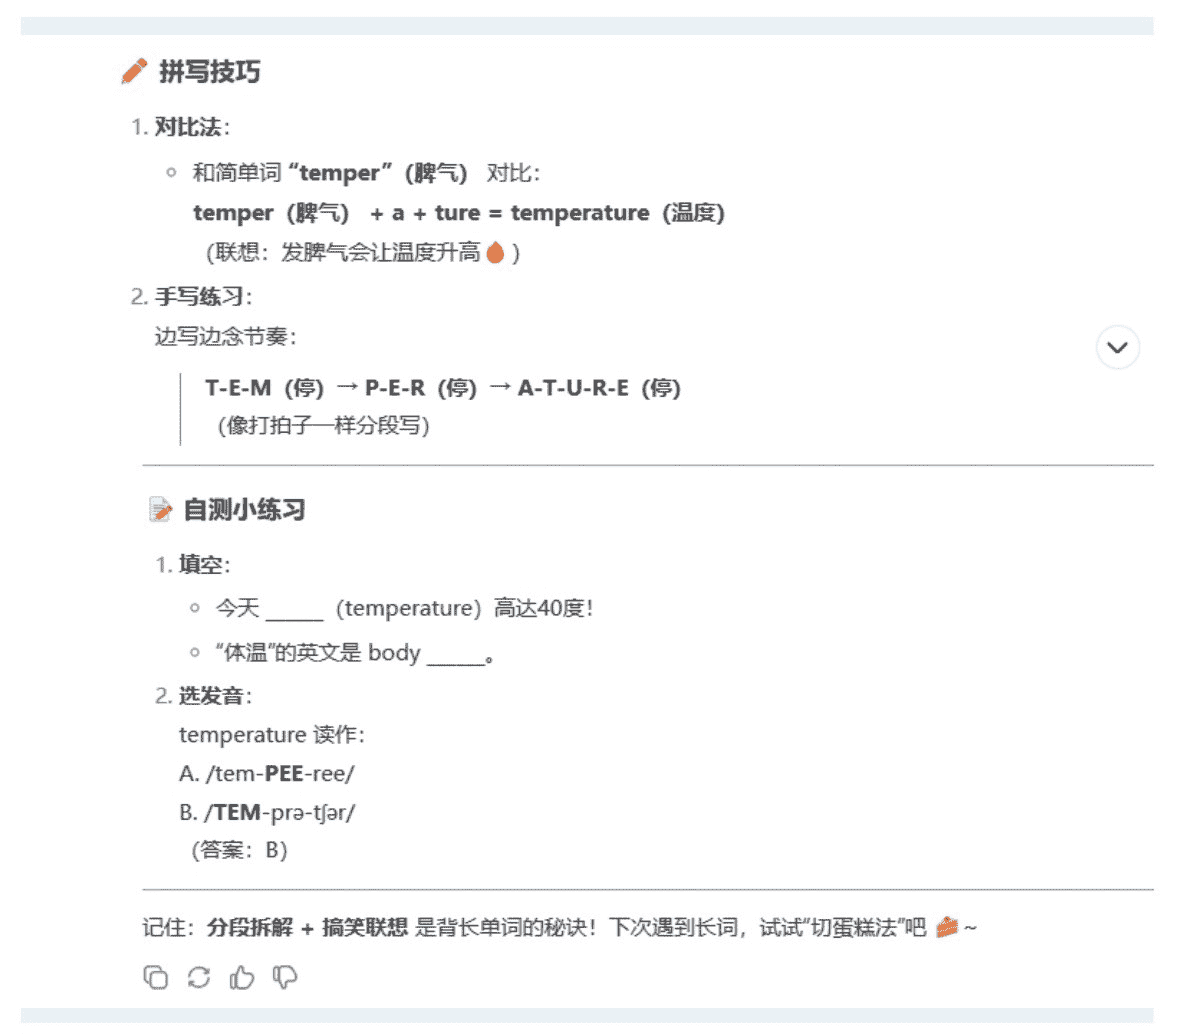 拼写技巧
1. 对比法：
和简单词 “temper”（脾气） 对比：
temper（脾气） + a + ture = temperature（温度）
（联想：发脾气会让温度升高）
2. 手写练习：
边写边念节奏：
T-E-M（停） → P-E-R（停） → A-T-U-R-E（停）
（像打拍子一样分段写）
自测小练习
1. 填空：
今天 _____（temperature）高达40度！
“体温”的英文是 body _____。
2. 选发音：
temperature 读作：
A. /tem-PEE-ree/
B. /TEM-prə-tʃər/
（答案：B）
记住：分段拆解 + 搞笑联想 是背长单词的秘诀！下次遇到长词，试试“切蛋糕法”吧 ~